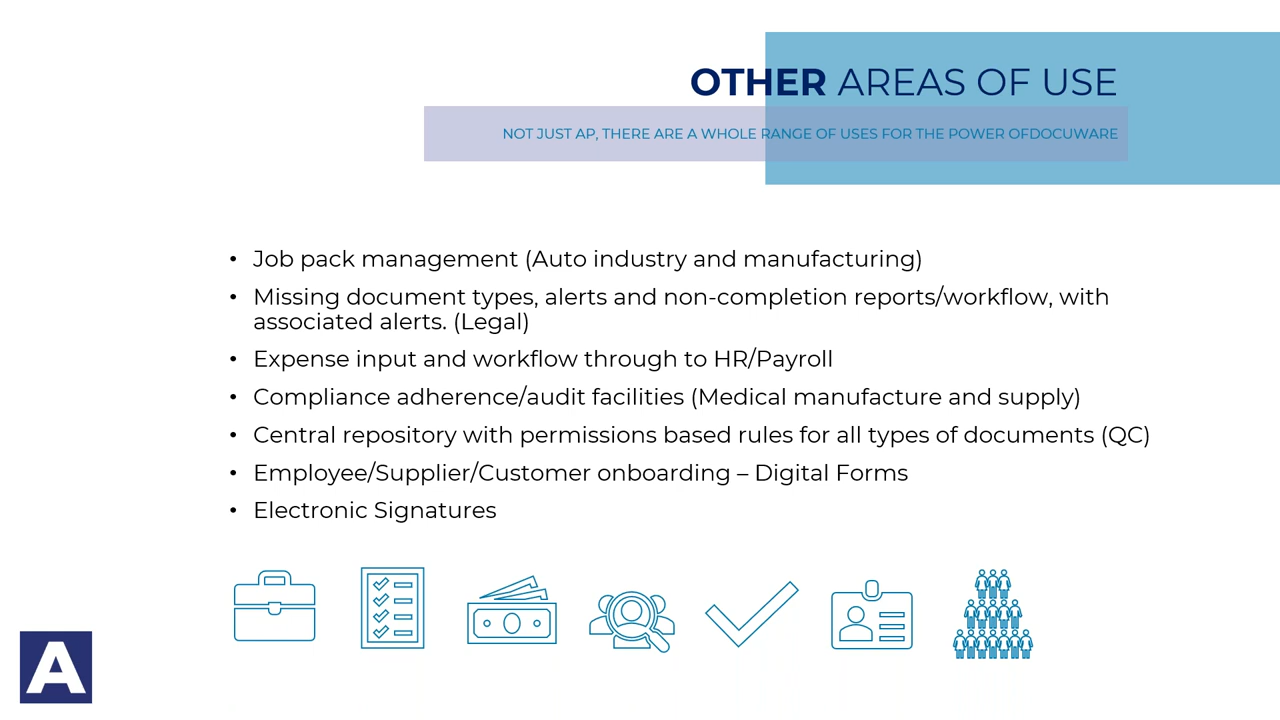 OTHER AREAS OF USE
NOT JUST AP, THERE ARE A WHOLE RANGE OF USES FOR THE POWER OFDOCUWARE
• Job pack management (Auto industry and manufacturing)
• Missing document types, alerts and non-completion reports/workflow, with
associated alerts. (Legal)
• Expense input and workflow through to HR/Payroll
• Compliance adherence/audit facilities (Medical manufacture and supply)
• Central repository with permissions based rules for all types of documents (QC)
• Employee/Supplier/Customer onboarding – Digital Forms
• Electronic Signatures
A